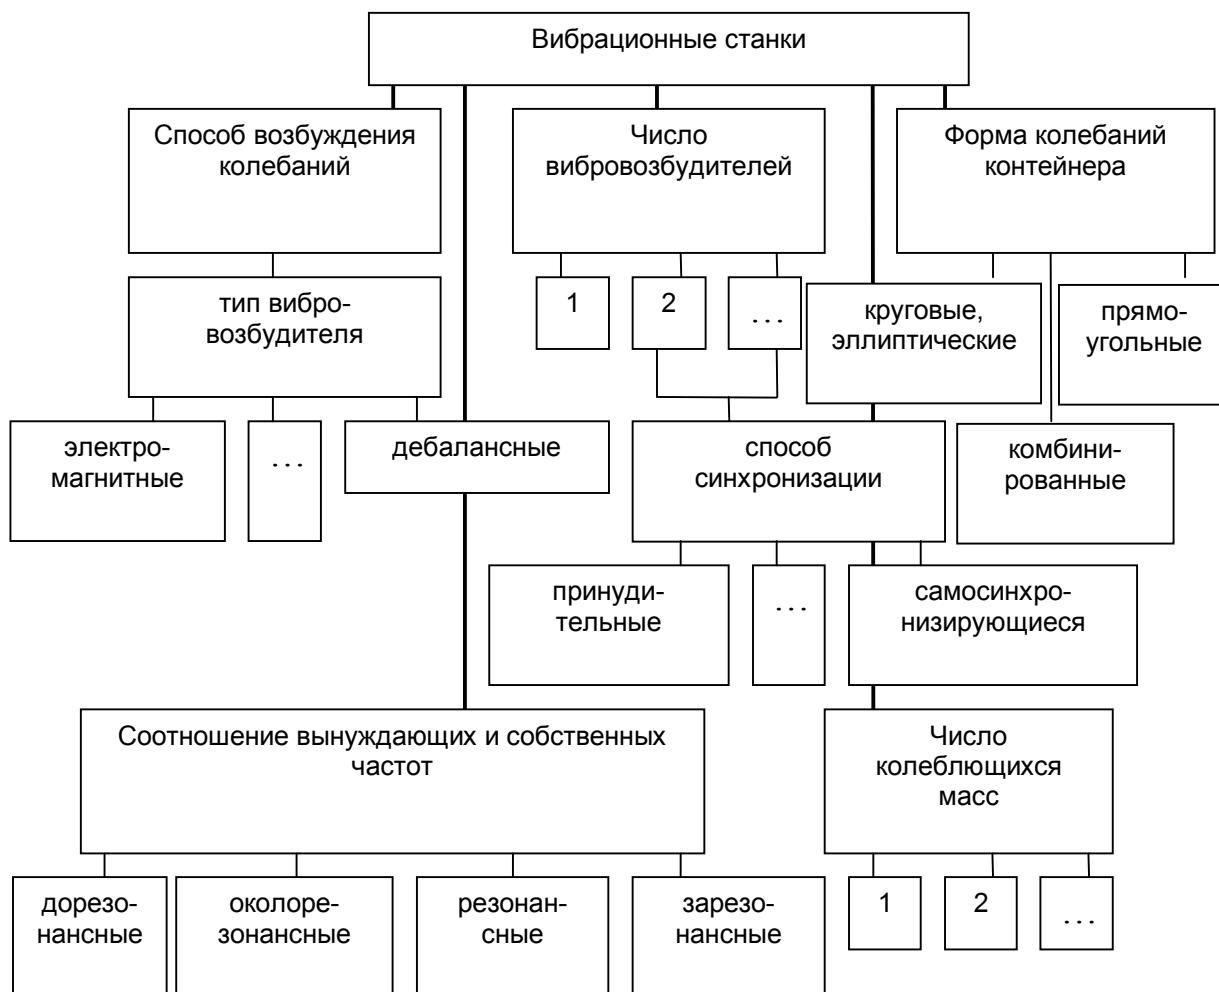 Вибрационные станки
Способ возбуждения
колебаний
Число
вибровозбудителей
Форма колебаний
контейнера
тип вибро-
возбудителя
1
2
...
круговые,
эллиптические
прямо-
угольные
электро-
магнитные
...
дебалансные
способ
синхронизации
комбини-
рованные
принуди-
тельные
...
самосинхро-
низирующиеся
Соотношение вынуждающих и собственных
частот
Число
колеблющихся
масс
дорезо-
нансные
околоре-
зонансные
резонан-
сные
зарезо-
нансные
1
2
...